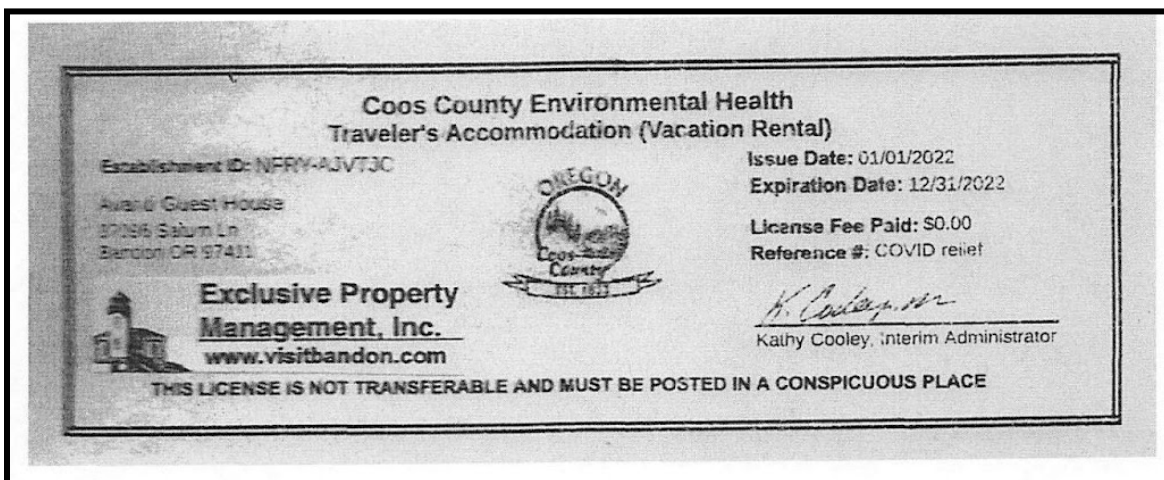 Coos County Environmental Health
Traveler's Accommodation (Vacation Rental)
Establishment ID: NFRY-AJVTJC
Guest House
Ln
Bandon OR 97411
OREGON
Coos
County
EST.
Issue Date: 01/01/2022
Expiration Date: 12/31/2022
License Fee Paid: $0.00
Reference #: COVID relief
Exclusive Property
Management, Inc.
www.visitbandon.com
Kathy Cooley, Interim Administrator
THIS LICENSE IS NOT TRANSFERABLE AND MUST BE POSTED IN A CONSPICUOUS PLACE